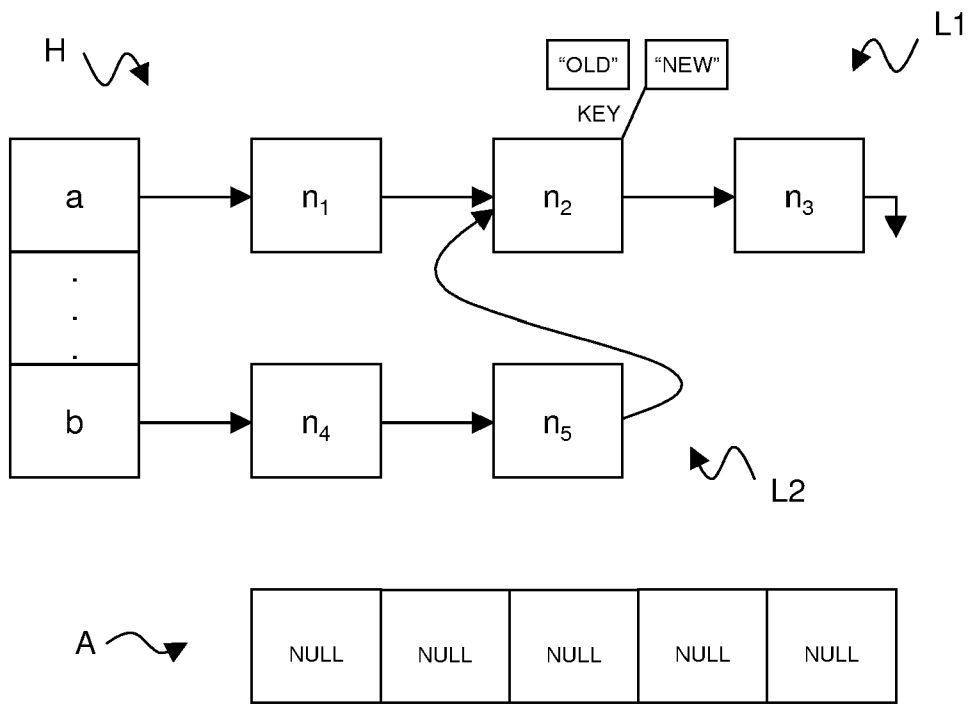 H
L1
“OLD” “NEW”
KEY
a n₁ n₂ n₃
.
.
.
b n₄ n₅
L2
A
NULL NULL NULL NULL NULL